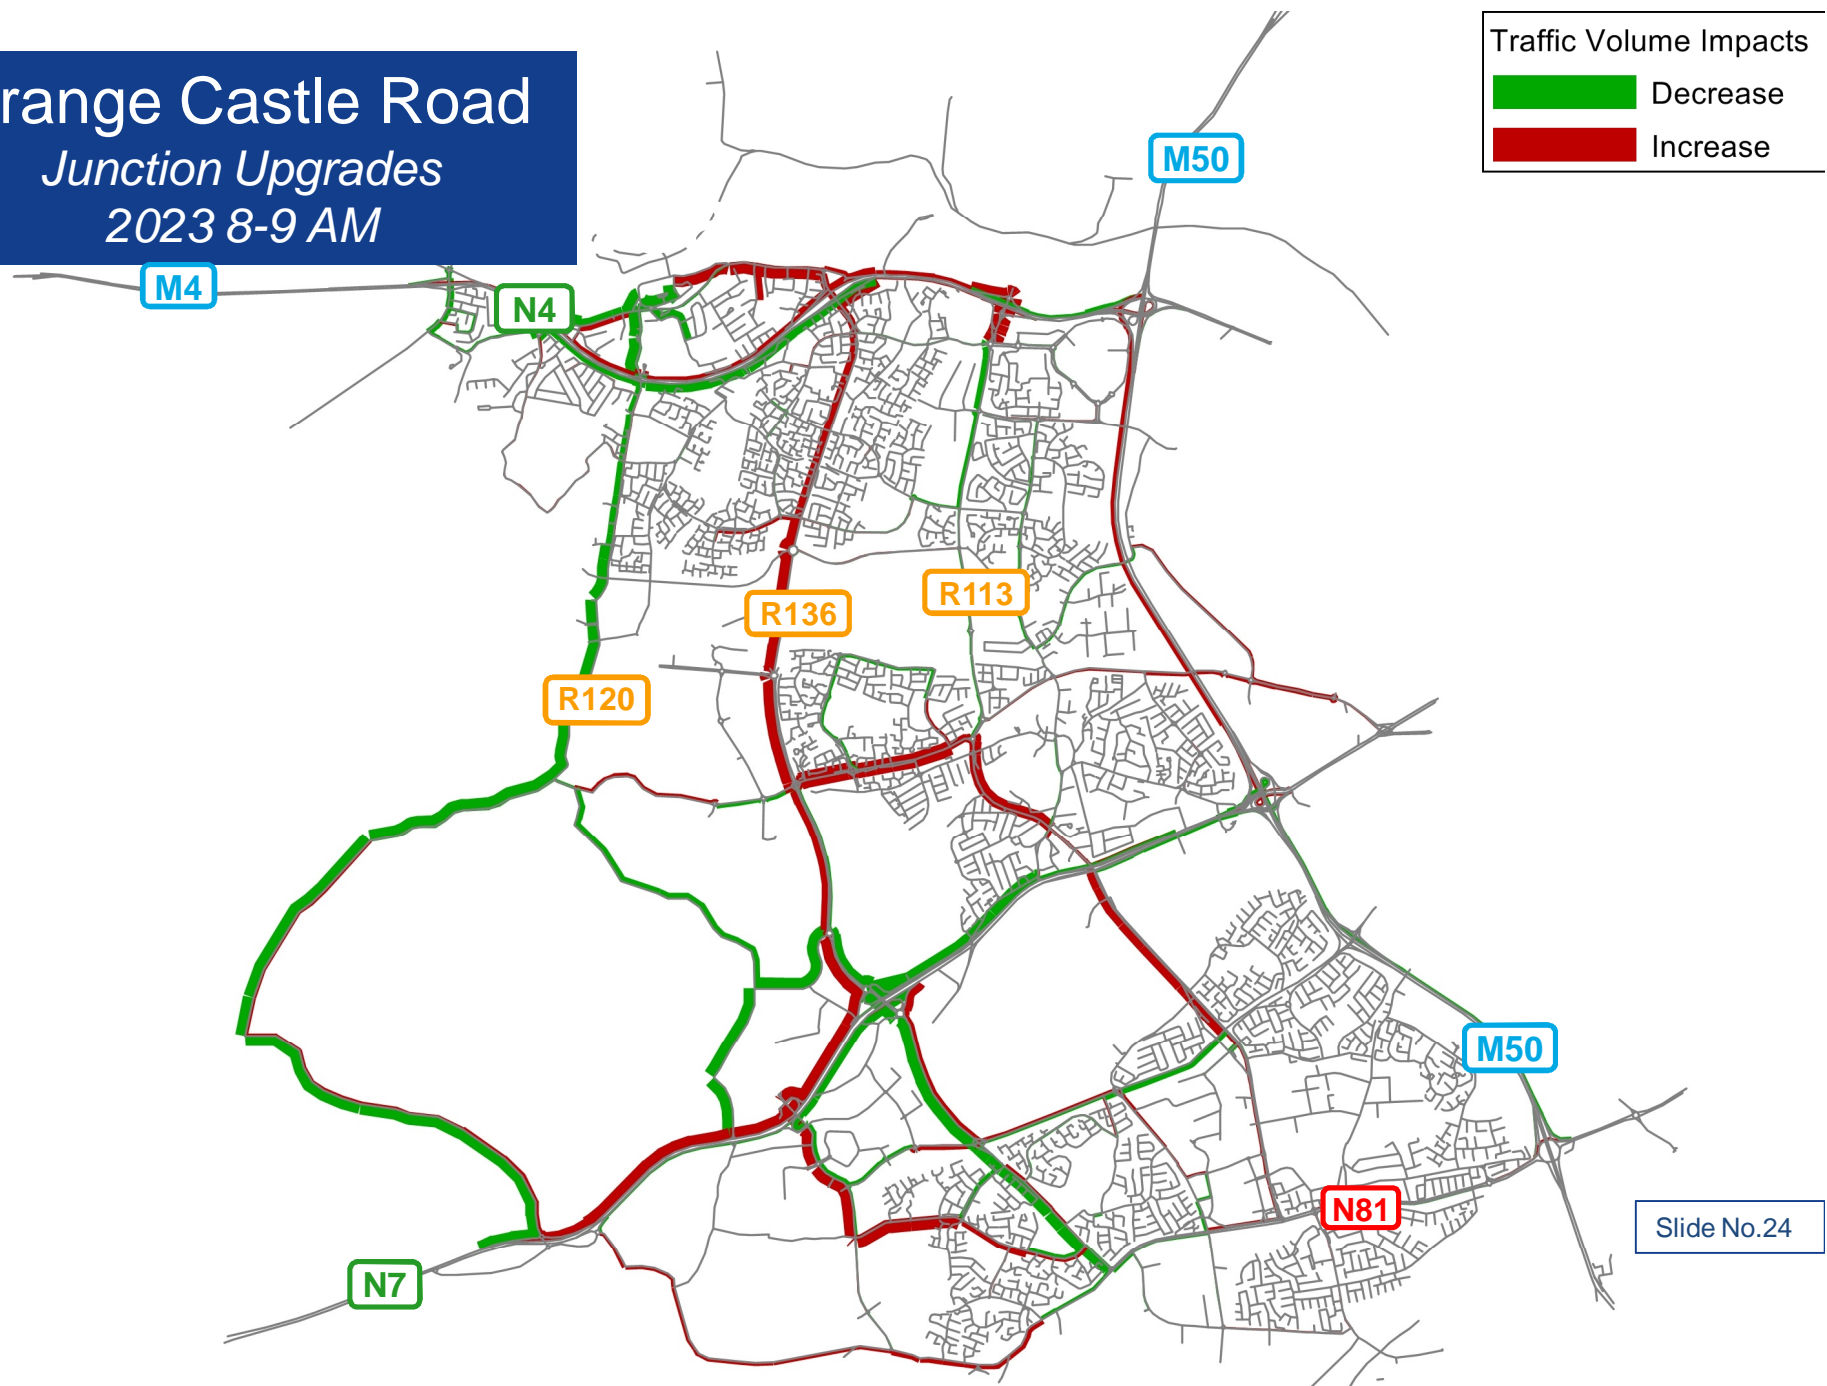 range Castle Road
Junction Upgrades
2023 8-9 AM
Traffic Volume Impacts
Decrease
Increase
M50
M4
N4
R136
R113
R120
M50
N81
N7
Slide No.24